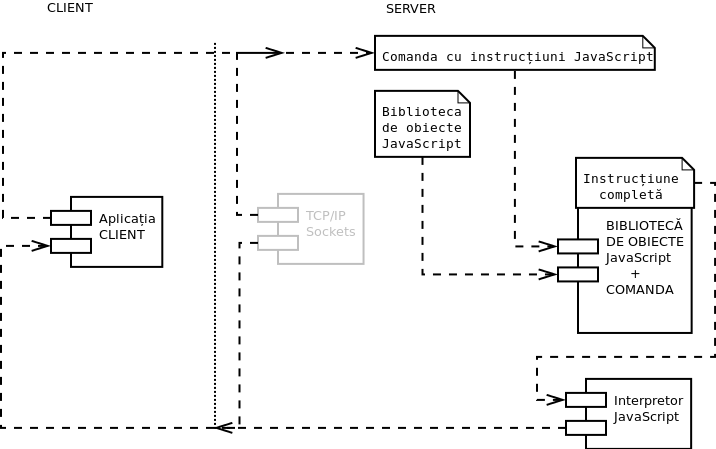 CLIENT
SERVER
Comanda cu instrucțiuni JavaScript
Biblioteca
de obiecte
JavaScript
Instrucțiune
completă
Aplicația
CLIENT
TCP/IP
Sockets
BIBLIOTECĂ
DE OBIECTE
JavaScript
+
COMANDA
Interpretor
JavaScript